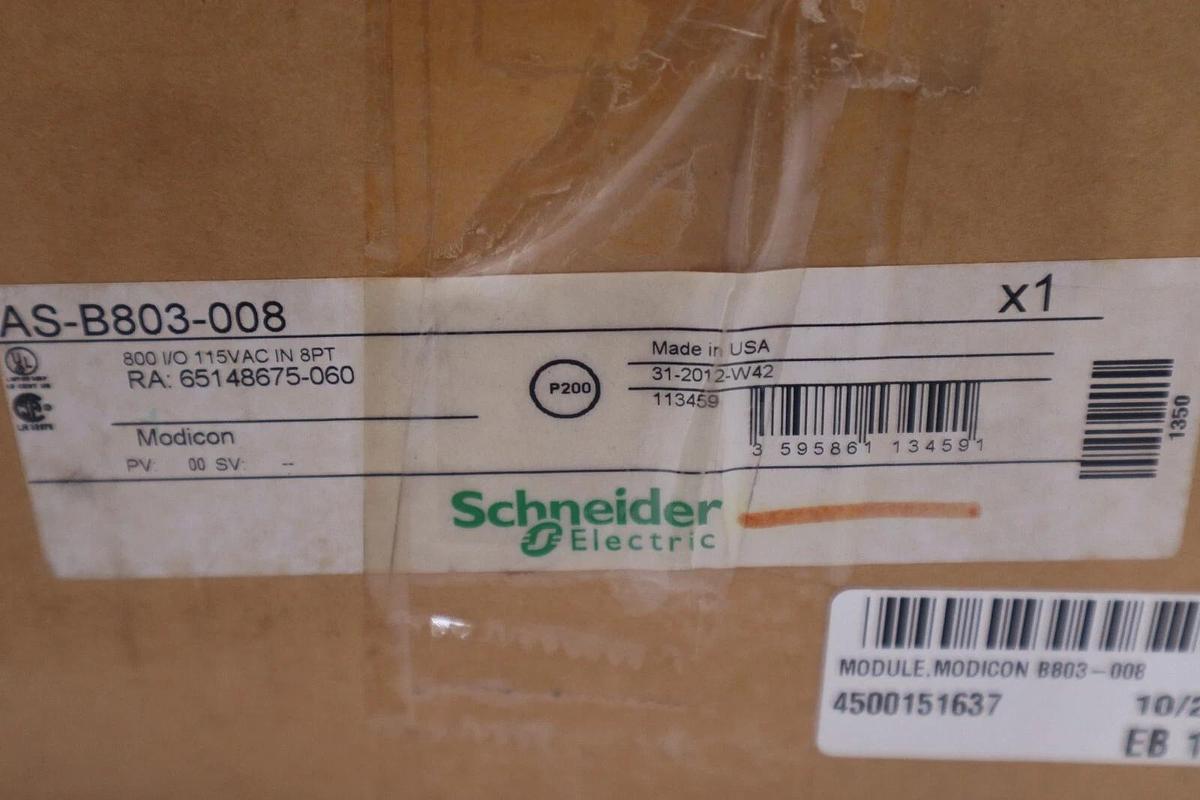 AS-B803-008
x1
800 I/O 115VAC IN 8PT
RA: 65148675-060
P200
Made in USA
31-2012-W42
113459
3 595861 134591
1350
Modicon
PV: 00 SV: --
Schneider
Electric
MODULE.MODICON B803-008
4500151637
10/2
EB 1